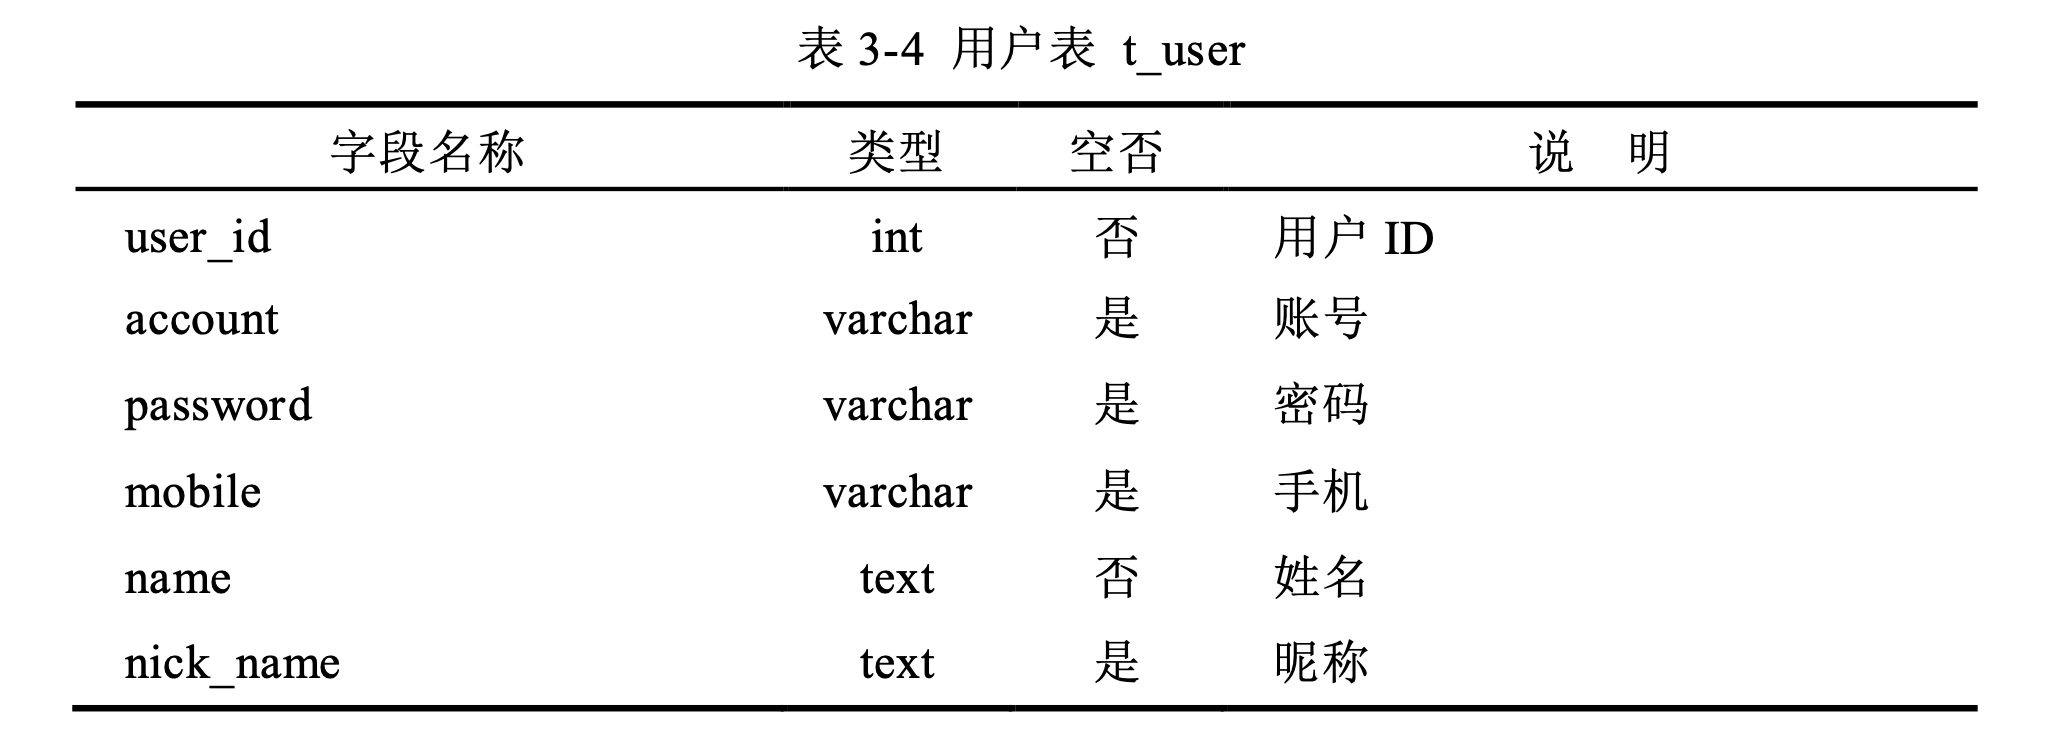 表 3-4 用户表 t_user
字段名称 类型 空否 说 明
user_id int 否 用户 ID
account varchar 是 账号
password varchar 是 密码
mobile varchar 是 手机
name text 否 姓名
nick_name text 是 昵称